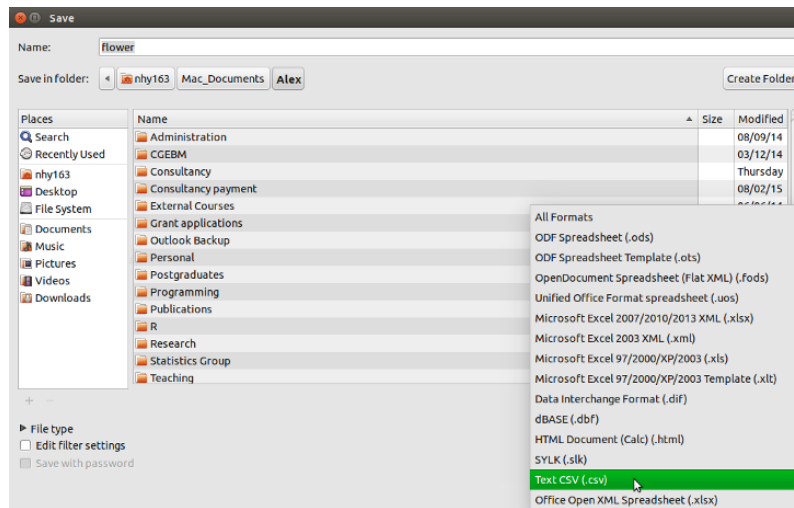 Save
Name: flower
Save in folder: nhy163 Mac_Documents Alex Create Folder
Places Name Size Modified
Search Administration 08/09/14
Recently Used CGEBM 03/12/14
nhy163 Consultancy Thursday
Desktop Consultancy payment 08/02/15
File System External Courses
Documents Grant applications
Music Outlook Backup
Pictures Personal
Videos Postgraduates
Downloads Programming
Publications
R
Research
Statistics Group
Teaching
All Formats
ODF Spreadsheet (.ods)
ODF Spreadsheet Template (.ots)
OpenDocument Spreadsheet (Flat XML) (.fods)
Unified Office Format spreadsheet (.uos)
Microsoft Excel 2007/2010/2013 XML (.xlsx)
Microsoft Excel 2003 XML (.xml)
Microsoft Excel 97/2000/XP/2003 (.xls)
Microsoft Excel 97/2000/XP/2003 Template (.xlt)
Data Interchange Format (.dif)
dBASE (.dbf)
HTML Document (Calc) (.html)
SYLK (.slk)
Text CSV (.csv)
Office Open XML Spreadsheet (.xlsx)
File type
Edit filter settings
Save with password